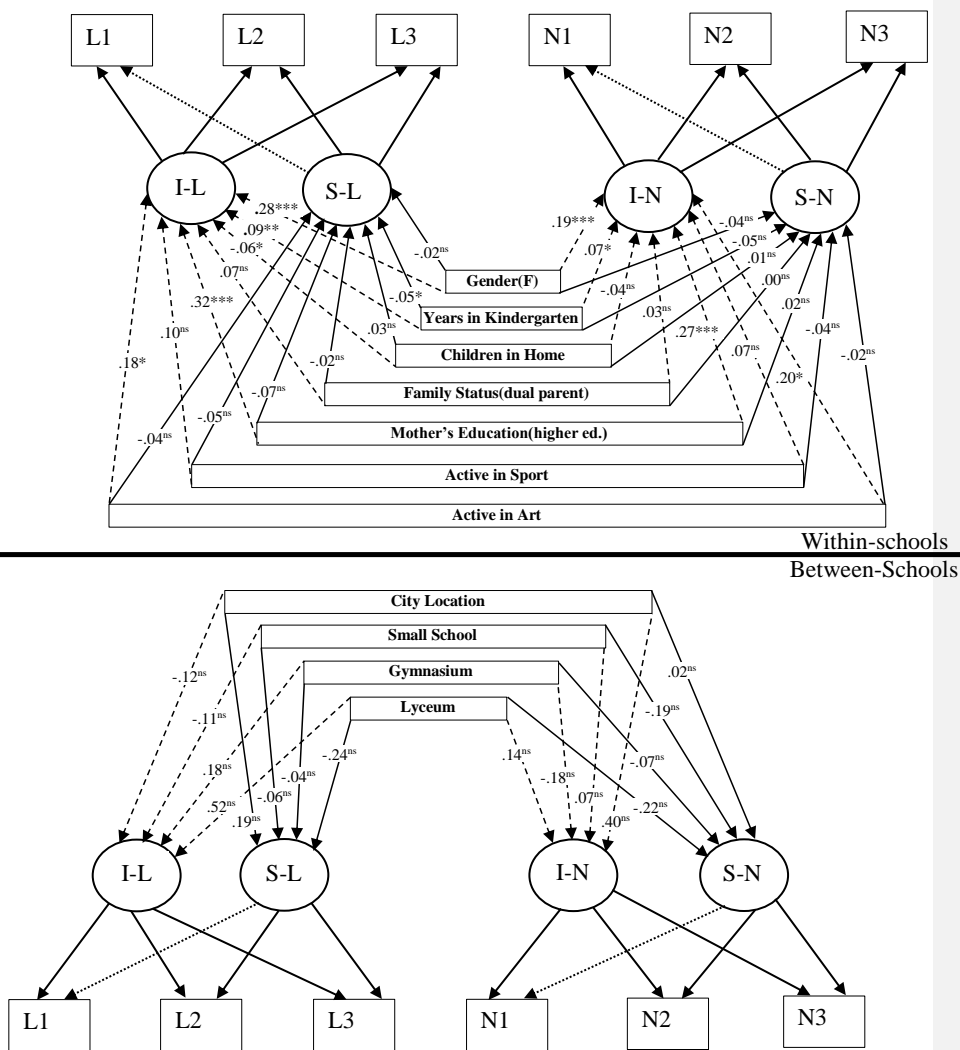 L1 L2 L3 N1 N2 N3
I-L S-L I-N S-N
.28*** .19*** -.04ns
.09** -.02ns .07* -.05ns
-.06* .01ns
.07ns Gender(F) .00ns
.32*** -.05* Years in Kindergarten -.04ns .02ns
.10ns .03ns Children in Home .03ns -.04ns
.18* -.02ns Family Status(dual parent) .27*** .07ns -.02ns
-.07ns .20*
-.05ns Mother's Education(higher ed.)
-.04ns
Active in Sport
Active in Art
Within-schools
Between-Schools
City Location
Small School
Gymnasium
Lyceum
-.12ns .02ns
-.11ns -.19ns
.18ns -.04ns -.24ns .14ns -.18ns -.07ns
.52ns -.06ns .07ns -.22ns
.19ns .40ns
I-L S-L I-N S-N
L1 L2 L3 N1 N2 N3